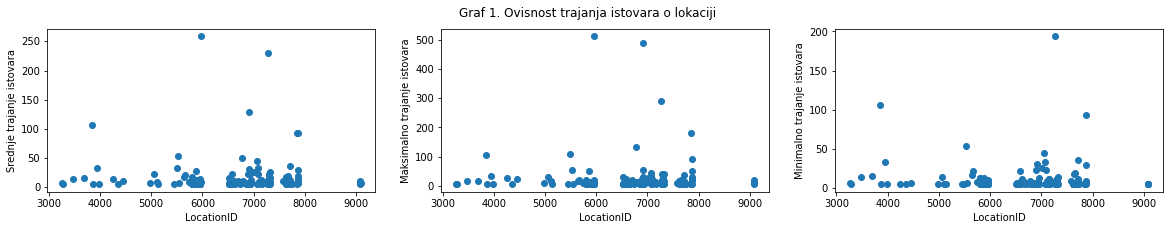 Graf 1. Ovisnost trajanja istovara o lokaciji
Srednje trajanje istovara
250
200
150
100
50
0
3000 4000 5000 6000 7000 8000 9000
LocationID
Maksimalno trajanje istovara
500
400
300
200
100
0
3000 4000 5000 6000 7000 8000 9000
LocationID
Minimalno trajanje istovara
200
150
100
50
0
3000 4000 5000 6000 7000 8000 9000
LocationID